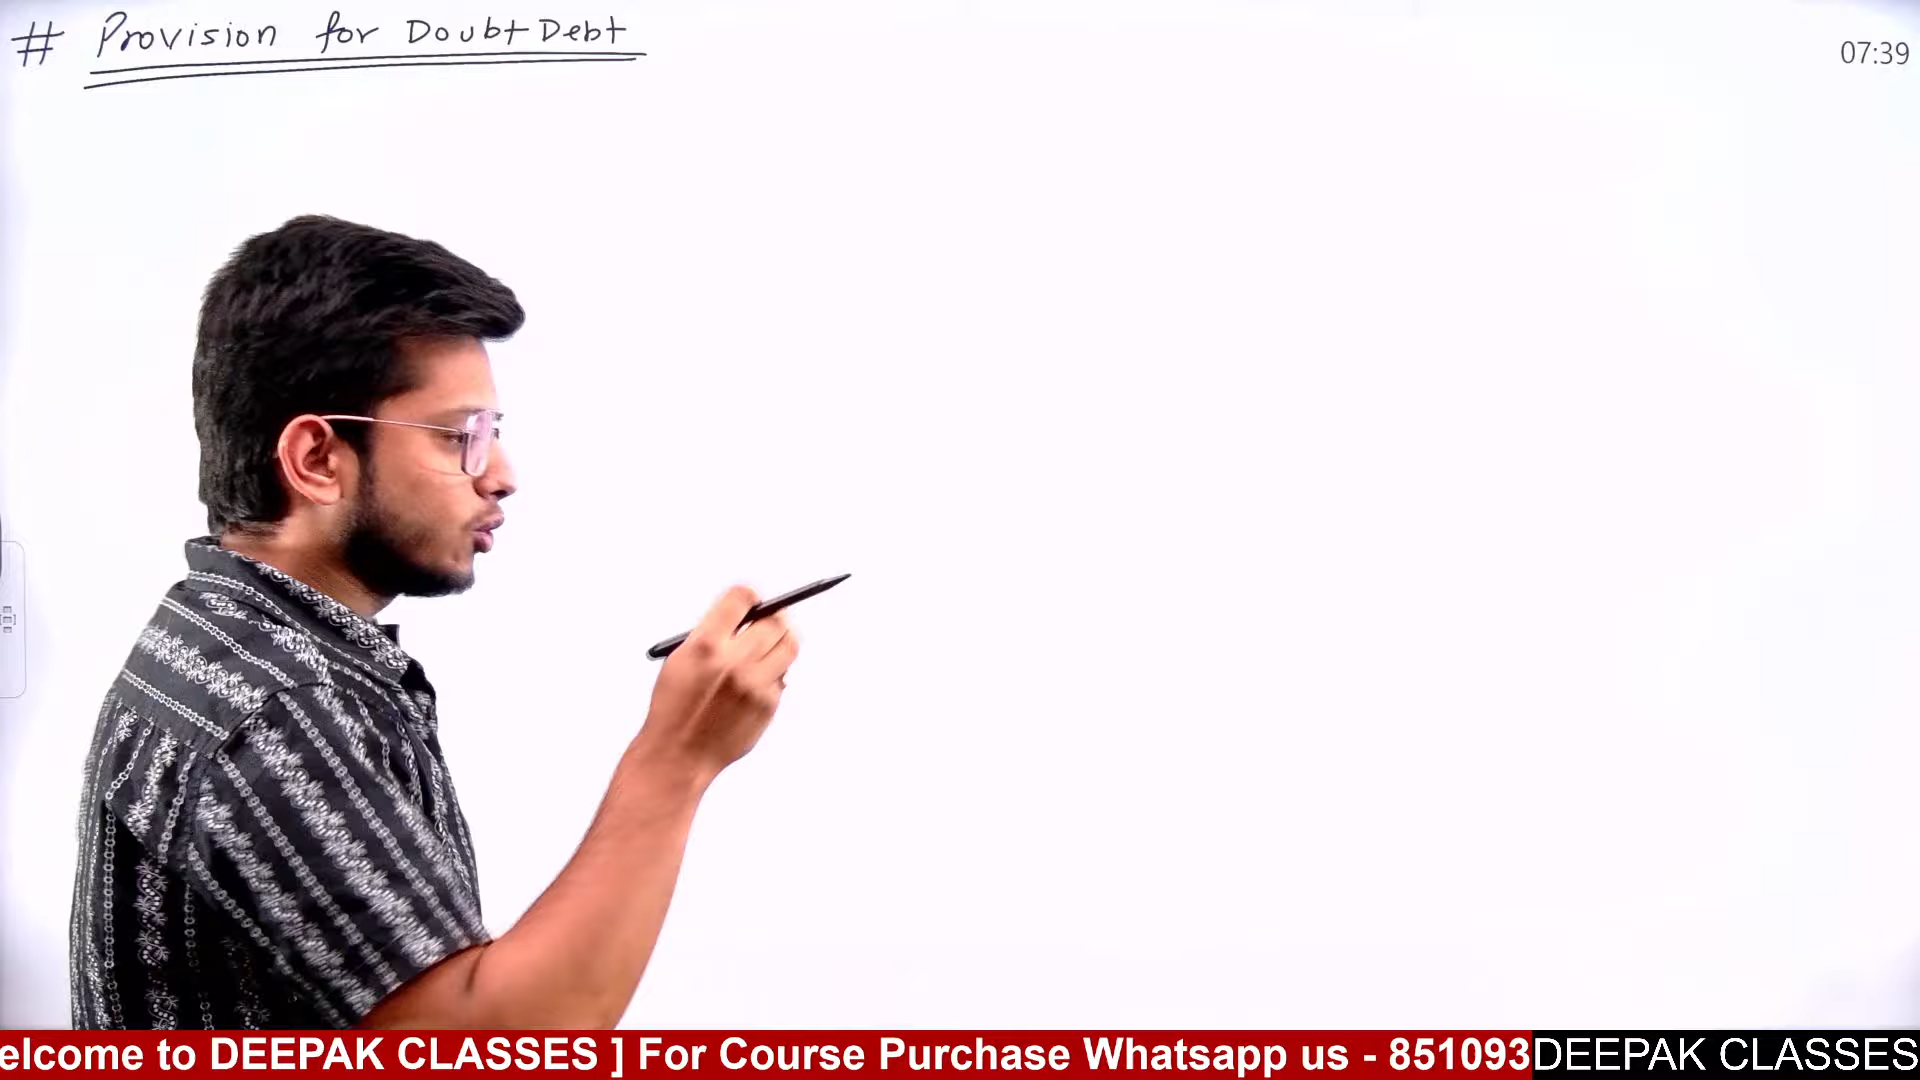 # Provision for Doubt Debt
07:39
elcome to DEEPAK CLASSES ] For Course Purchase Whatsapp us - 851093
DEEPAK CLASSES